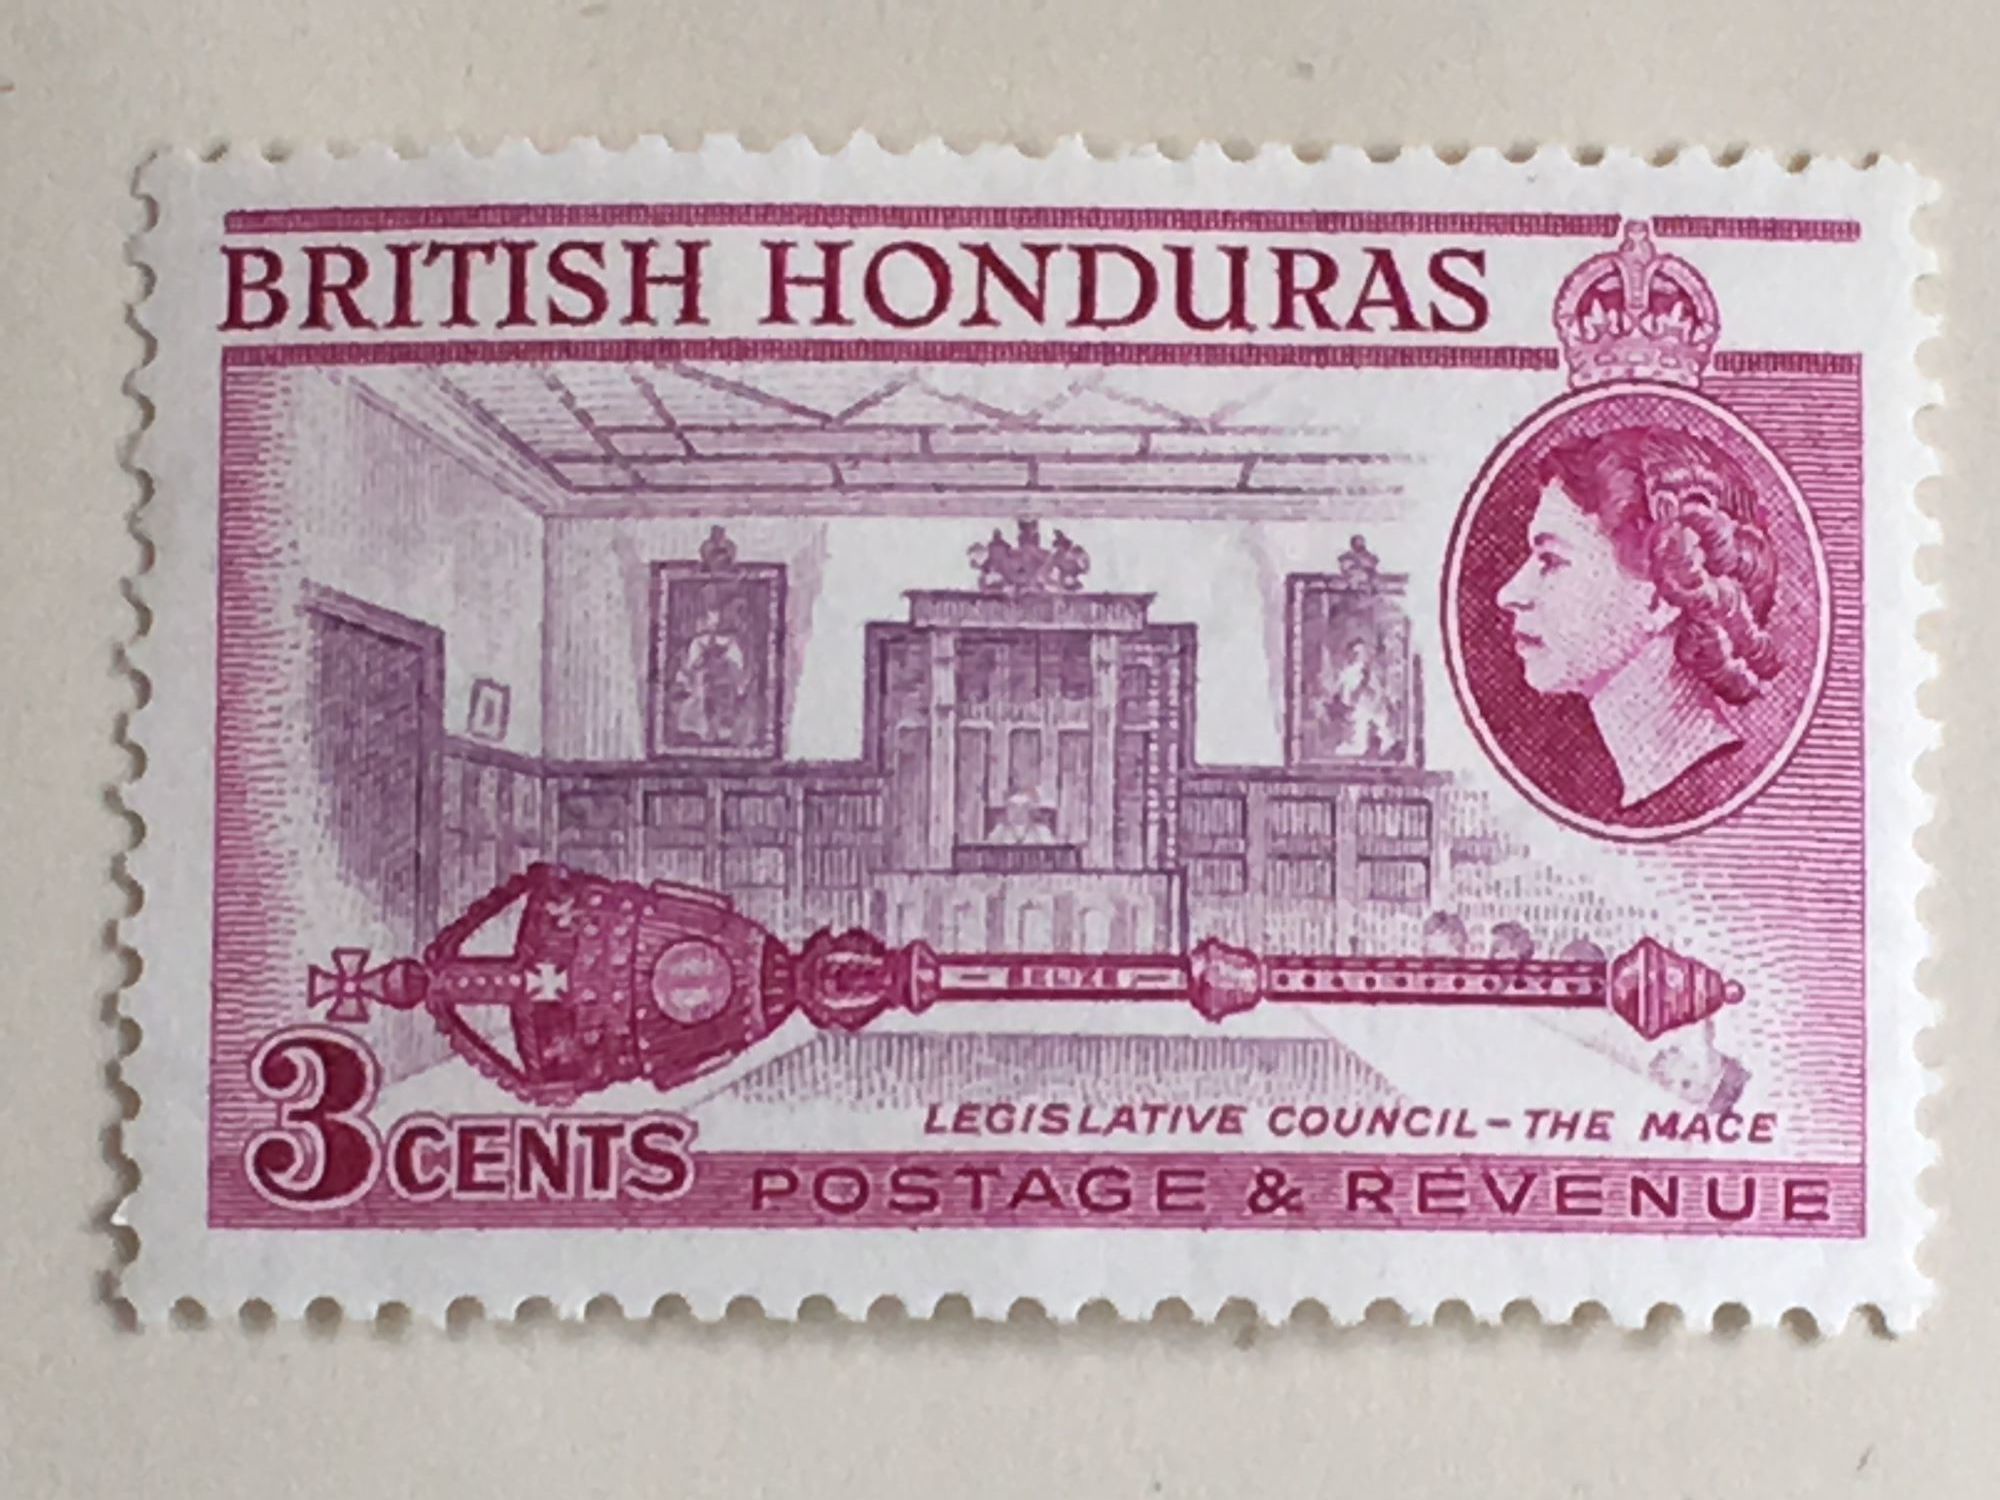 BRITISH HONDURAS
BELIZE
3 CENTS
LEGISLATIVE COUNCIL - THE MACE
POSTAGE & REVENUE